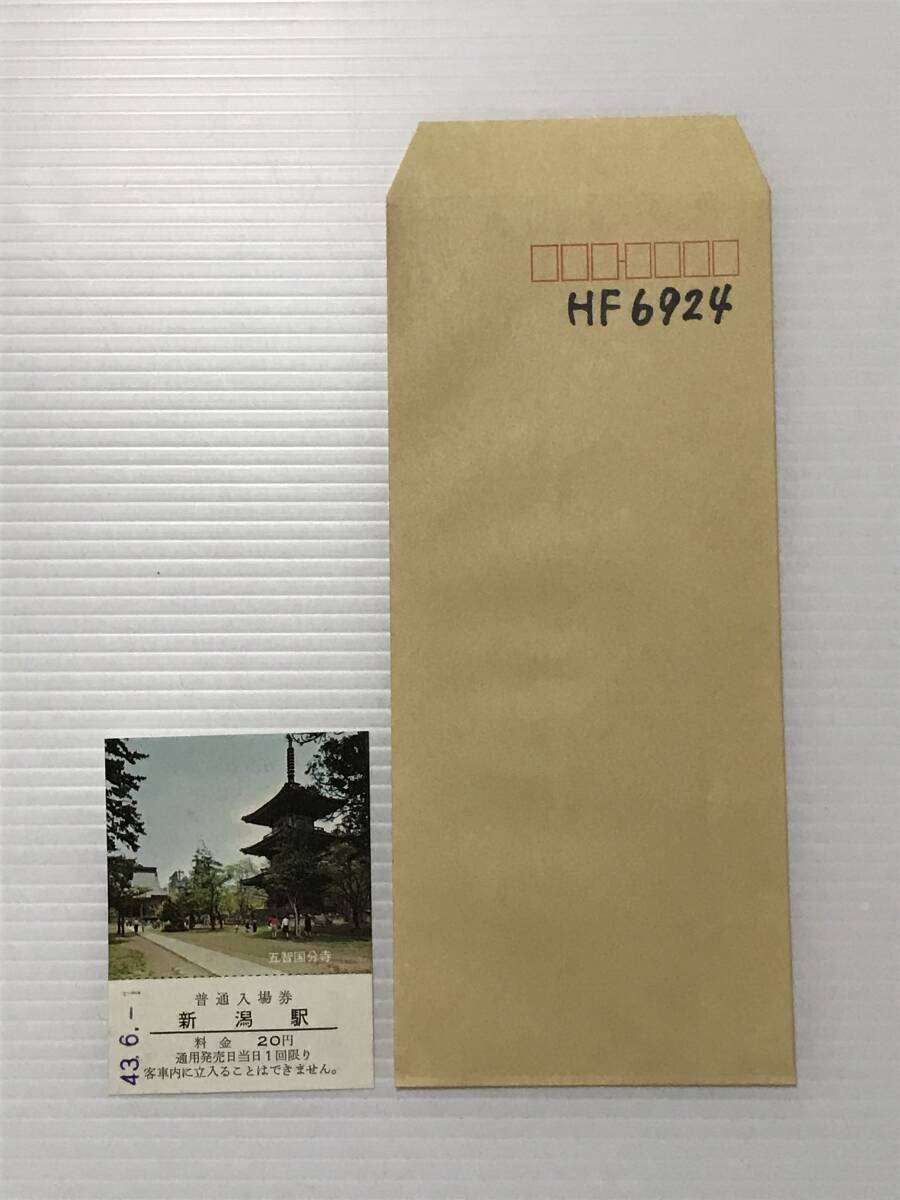 HF6924
五智国分寺
普通入場券
新潟駅
料金 20円
通用発売日当日1回限り
客車内に立入ることはできません。
43.6.-1